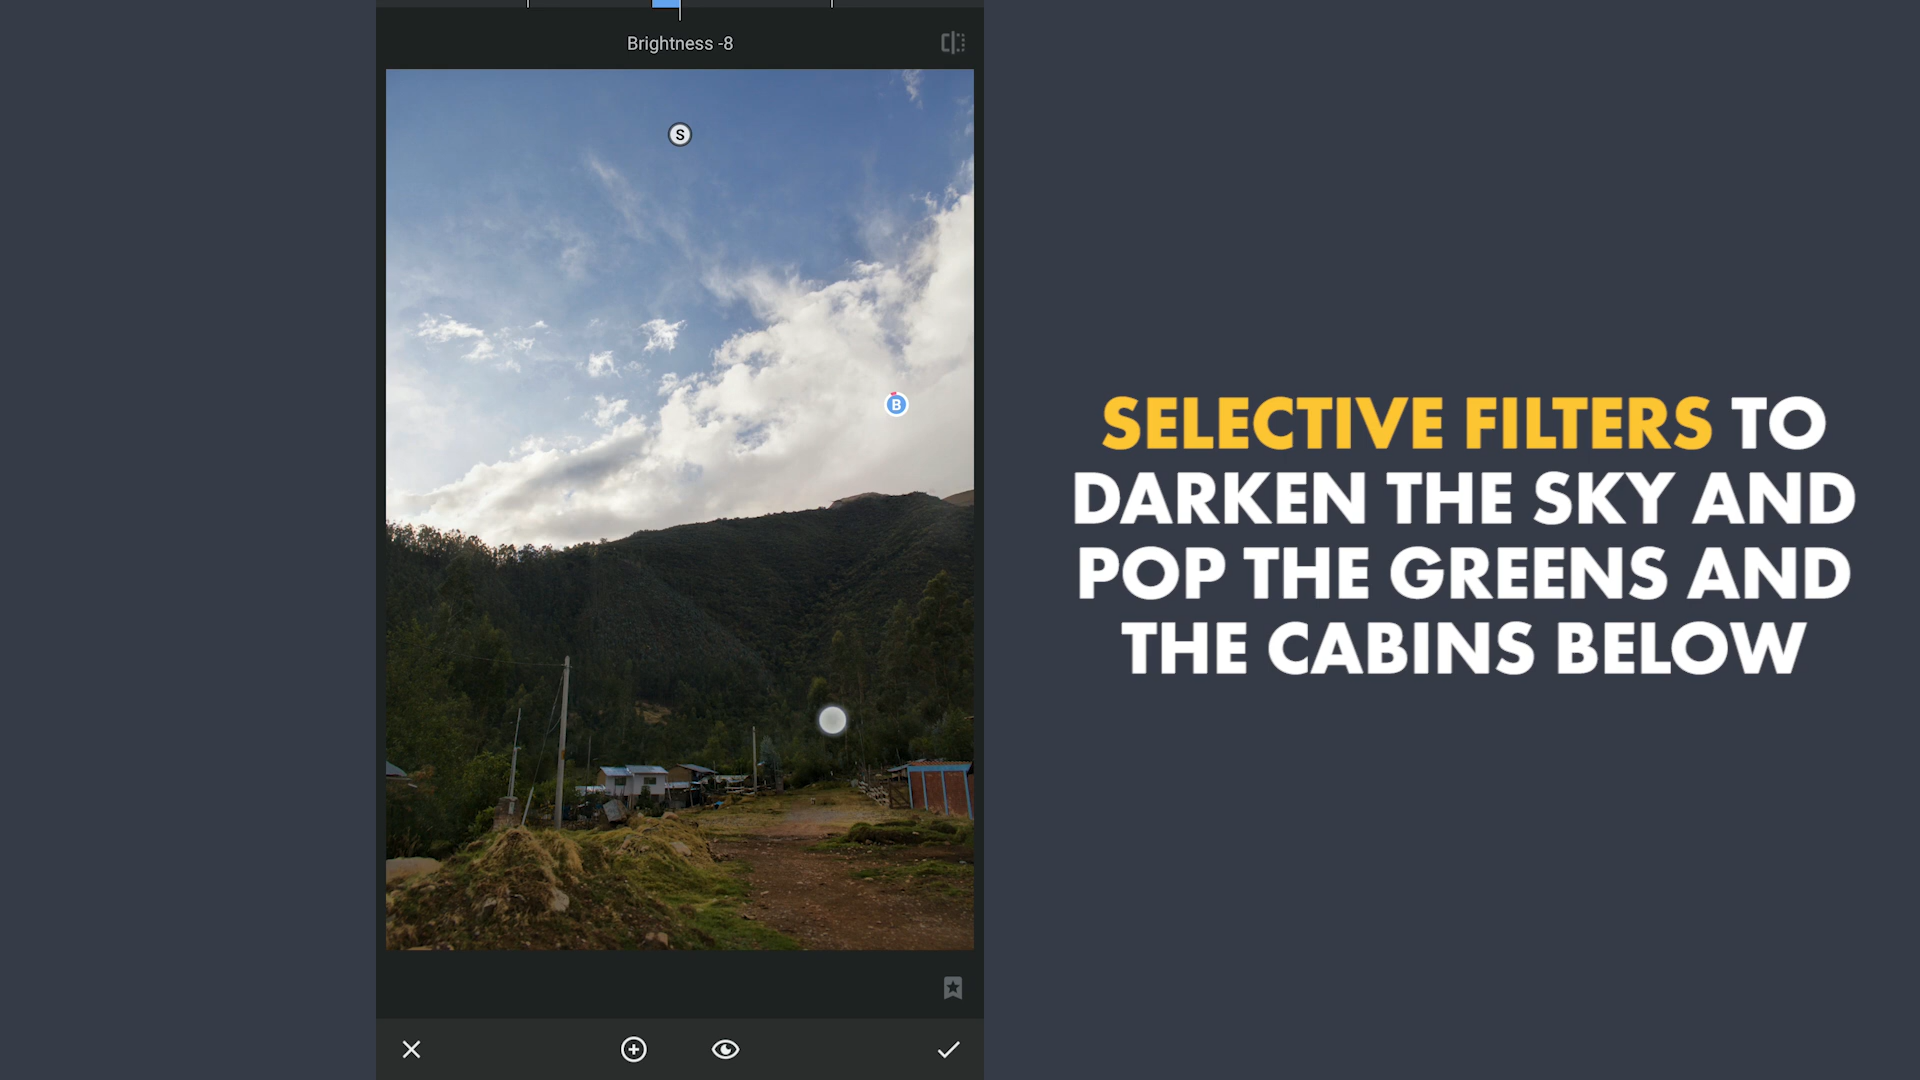 Brightness -8
S
B
SELECTIVE FILTERS TO
DARKEN THE SKY AND
POP THE GREENS AND
THE CABINS BELOW